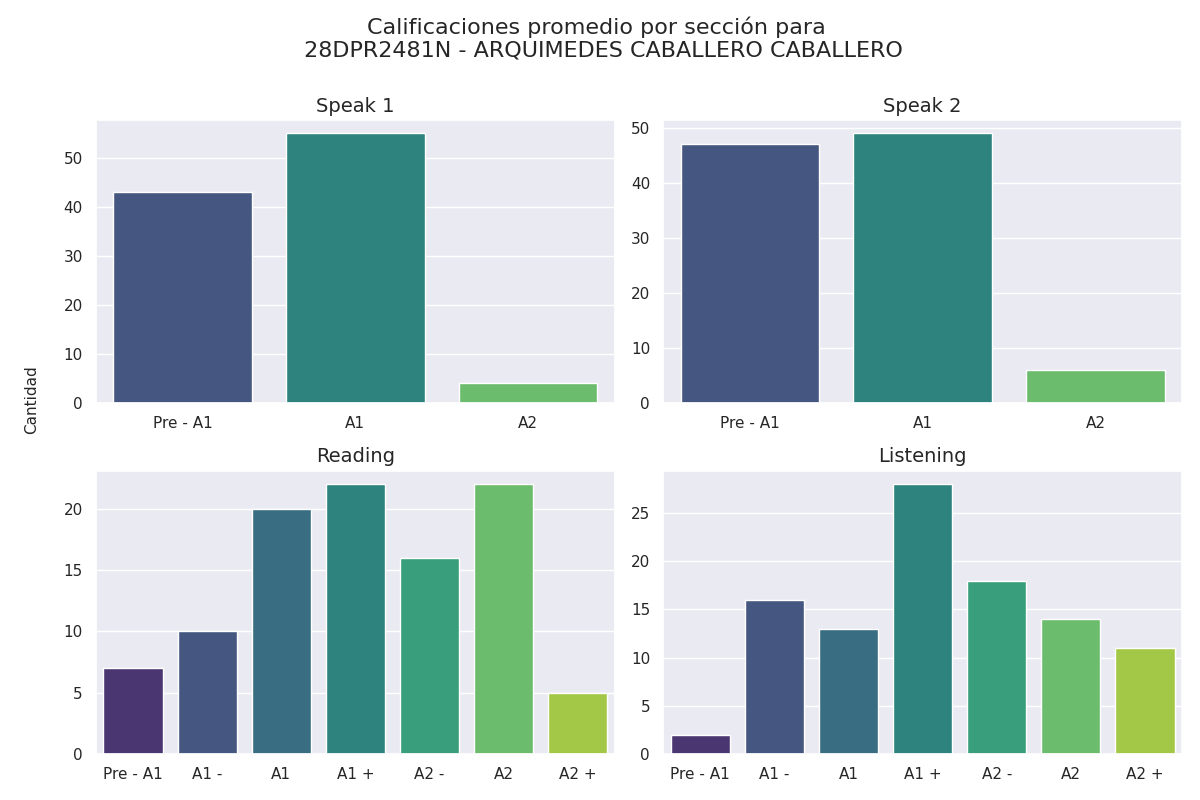 Calificaciones promedio por sección para
28DPR2481N - ARQUIMEDES CABALLERO CABALLERO
Cantidad
Speak 1
50
40
30
20
10
0
Pre - A1 A1 A2
Speak 2
50
40
30
20
10
0
Pre - A1 A1 A2
Reading
20
15
10
5
0
Pre - A1 A1 - A1 A1 + A2 - A2 A2 +
Listening
25
20
15
10
5
0
Pre - A1 A1 - A1 A1 + A2 - A2 A2 +